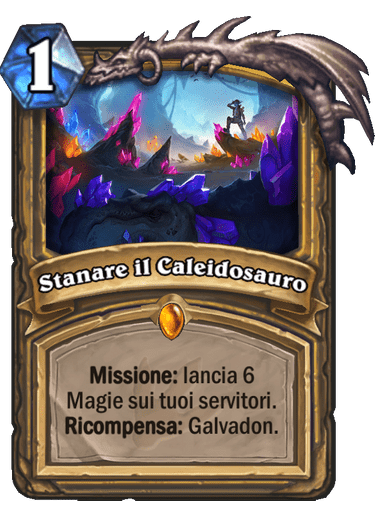 1
Stanare il Caleidosauro
Missione: lancia 6
Magie sui tuoi servitori.
Ricompensa: Galvadon.